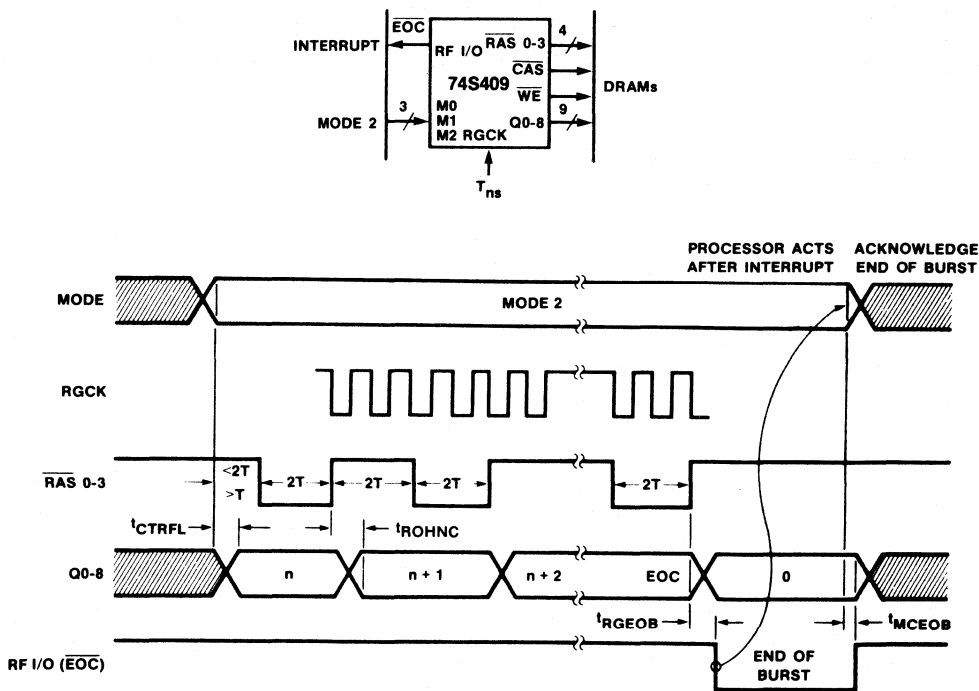 EOC
INTERRUPT
RF I/O RAS 0-3
4
CAS
74S409
DRAMs
WE
3
M0
9
MODE 2
M1
Q0-8
M2 RGCK
Tns
PROCESSOR ACTS
AFTER INTERRUPT
ACKNOWLEDGE
END OF BURST
MODE
MODE 2
RGCK
RAS 0-3
<2T
>T
2T
2T
2T
2T
tCTRFL
tROHNC
Q0-8
n
n + 1
n + 2
EOC
0
tRGEOB
tMCEOB
RF I/O (EOC)
END OF
BURST